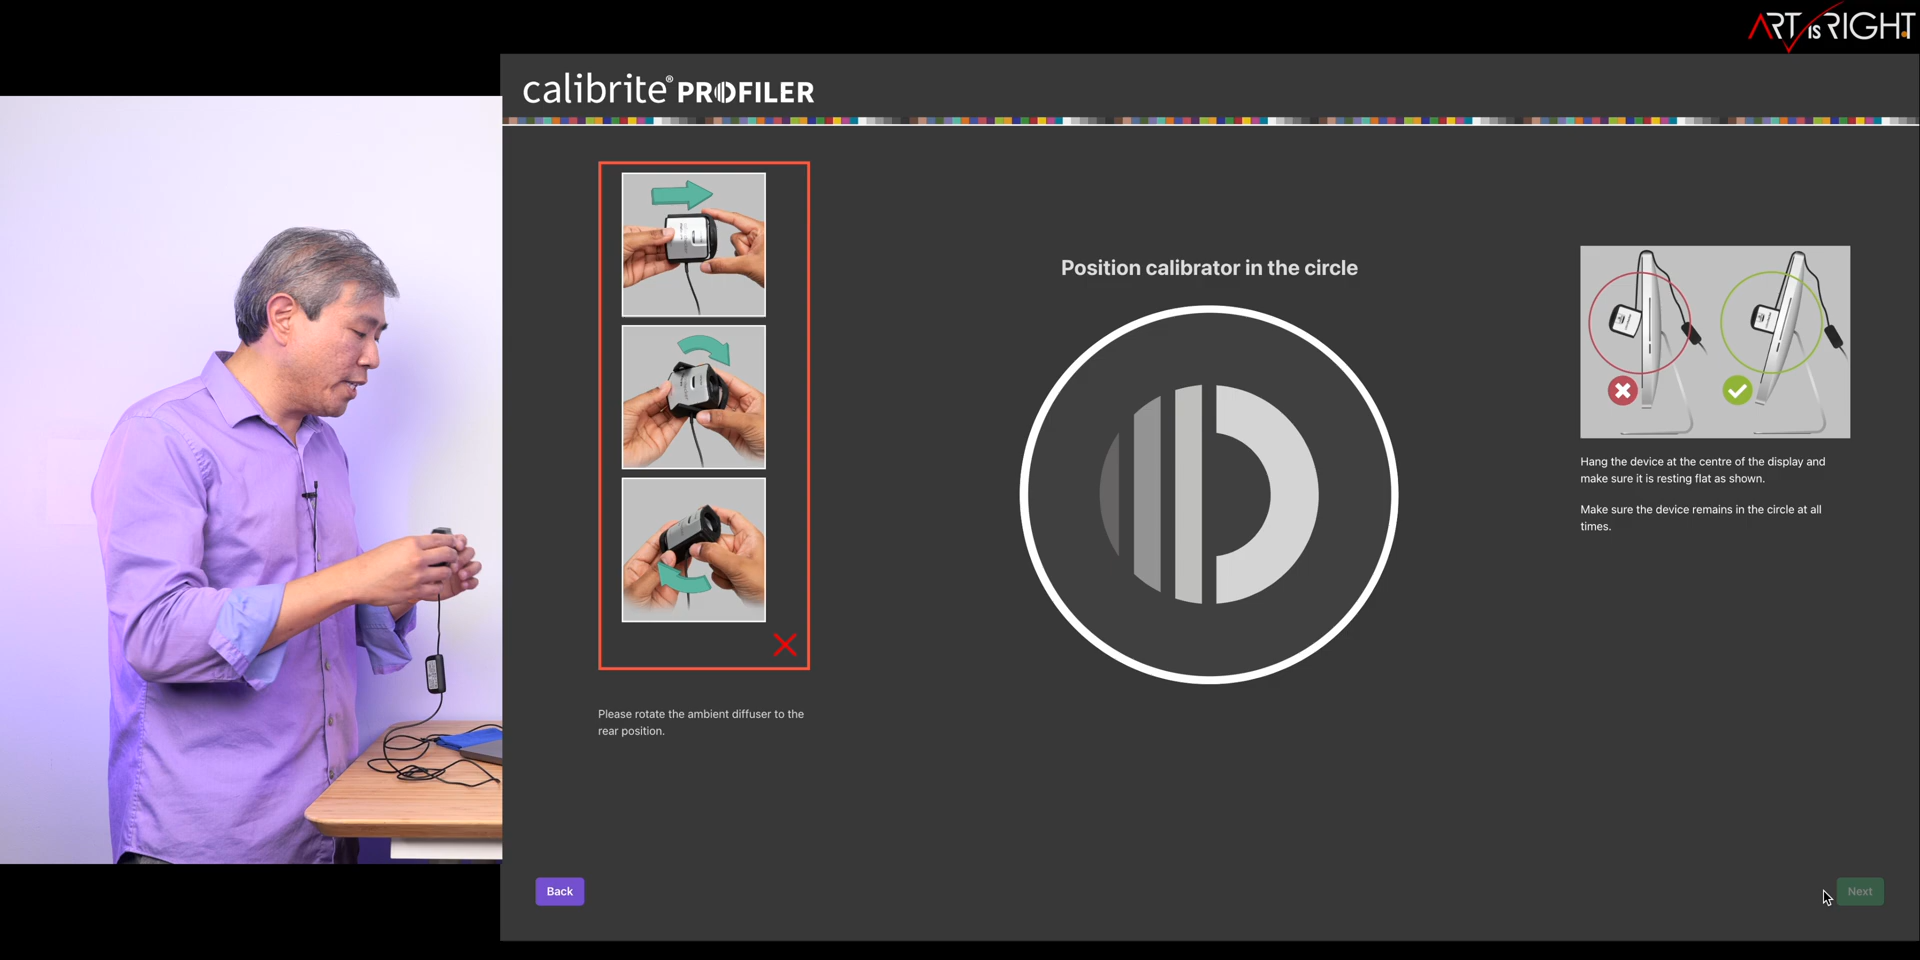 ART is RIGHT
calibrite® PROFILER
Position calibrator in the circle
Hang the device at the centre of the display and
make sure it is resting flat as shown.
Make sure the device remains in the circle at all
times.
Please rotate the ambient diffuser to the
rear position.
Back
Next